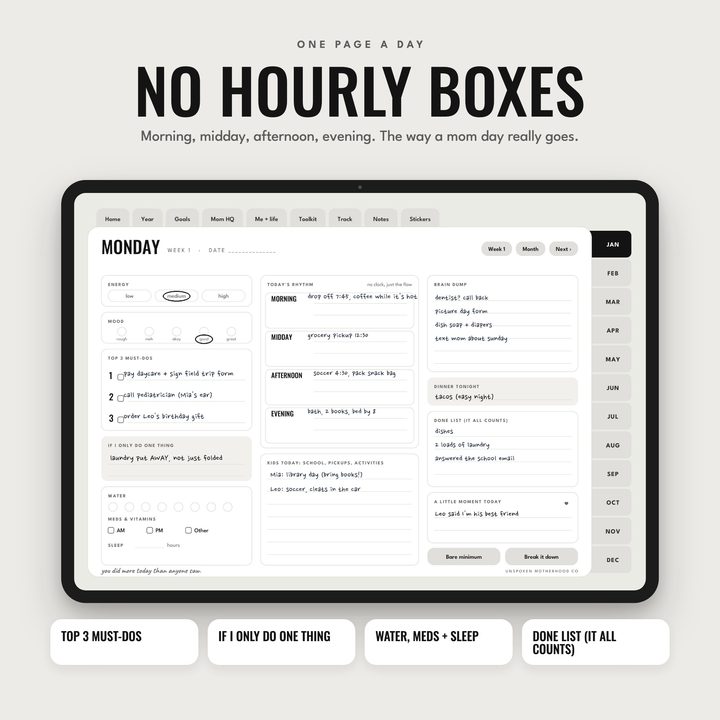 ONE PAGE A DAY
NO HOURLY BOXES
Morning, midday, afternoon, evening. The way a mom day really goes.
Home Year Goals Mom HQ Me + life Toolkit Track Notes Stickers
MONDAY WEEK 1 · DATE ______________
Week 1 Month Next ›
ENERGY
low medium high
MOOD
rough meh okay good great
TOP 3 MUST-DOS
1 pay daycare + sign field trip form
2 call pediatrician (Mia's ear)
3 order Leo's birthday gift
IF I ONLY DO ONE THING
laundry put AWAY, not just folded
WATER
MEDS & VITAMINS
AM PM Other
SLEEP ________ hours
you did more today than anyone saw.
TODAY'S RHYTHM no clock, just the flow
MORNING drop off 7:45, coffee while it's hot
MIDDAY grocery pickup 12:30
AFTERNOON soccer 4:30, pack snack bag
EVENING bath, 2 books, bed by 8
KIDS TODAY: SCHOOL, PICKUPS, ACTIVITIES
Mia: library day (bring books!)
Leo: soccer, cleats in the car
BRAIN DUMP
dentist? call back
picture day form
dish soap + diapers
text mom about sunday
DINNER TONIGHT
tacos (easy night)
DONE LIST (IT ALL COUNTS)
dishes
2 loads of laundry
answered the school email
A LITTLE MOMENT TODAY ♥
Leo said I'm his best friend
Bare minimum Break it down
UNSPOKEN MOTHERHOOD CO
JAN
FEB
MAR
APR
MAY
JUN
JUL
AUG
SEP
OCT
NOV
DEC
TOP 3 MUST-DOS
IF I ONLY DO ONE THING
WATER, MEDS + SLEEP
DONE LIST (IT ALL
COUNTS)